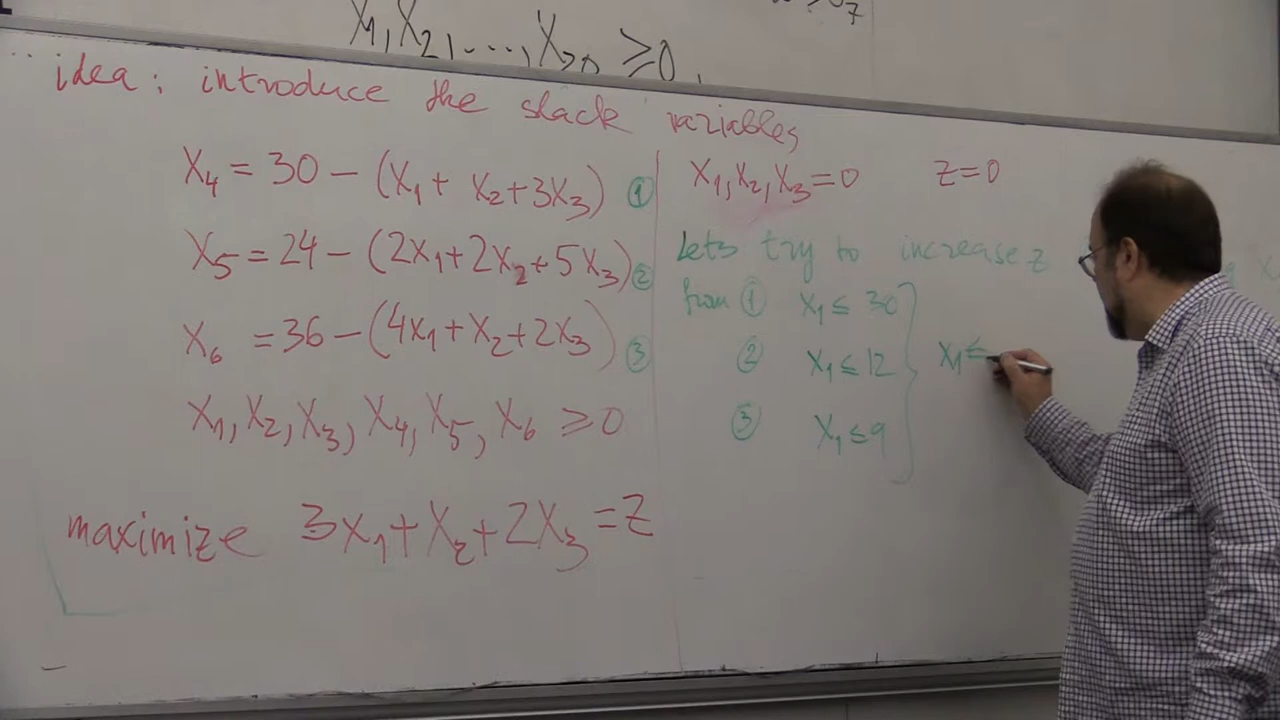 x₁, x₂, ..., x₂₀ ≥ 0.
idea: introduce the slack variables
x₄ = 30 − (x₁ + x₂ + 3x₃) ①
x₅ = 24 − (2x₁ + 2x₂ + 5x₃) ②
x₆ = 36 − (4x₁ + x₂ + 2x₃) ③
x₁, x₂, x₃, x₄, x₅, x₆ ≥ 0
maximize 3x₁ + x₂ + 2x₃ = z
x₁, x₂, x₃ = 0 z = 0
Lets try to increase z
from ① x₁ ≤ 30
② x₁ ≤ 12
③ x₁ ≤ 9
x₁ ≤